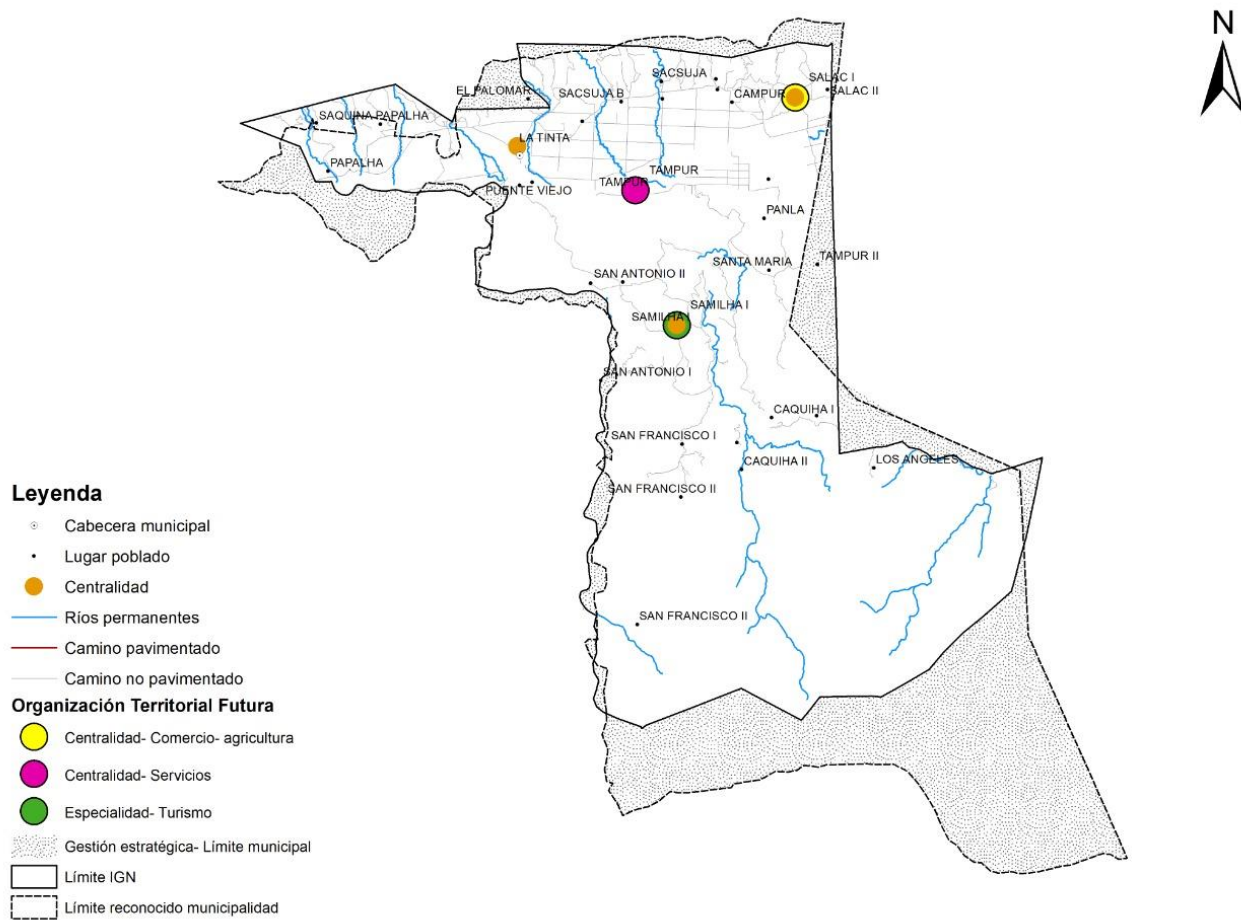 N
SACSUJA
SALAC I
EL PALOMAR
SACSUJA B
CAMPUR
SALAC II
SAQUINA PAPALHA
LA TINTA
PAPALHA
TAMPUR
PUENTE VIEJO
TAMPUR
PANLA
SANTA MARIA
TAMPUR II
SAN ANTONIO II
SAMILHA I
SAMILHA I
SAN ANTONIO I
CAQUIHA I
SAN FRANCISCO I
CAQUIHA II
LOS ANGELES
SAN FRANCISCO II
SAN FRANCISCO II
Leyenda
Cabecera municipal
Lugar poblado
Centralidad
Ríos permanentes
Camino pavimentado
Camino no pavimentado
Organización Territorial Futura
Centralidad- Comercio- agricultura
Centralidad- Servicios
Especialidad- Turismo
Gestión estratégica- Límite municipal
Límite IGN
Límite reconocido municipalidad